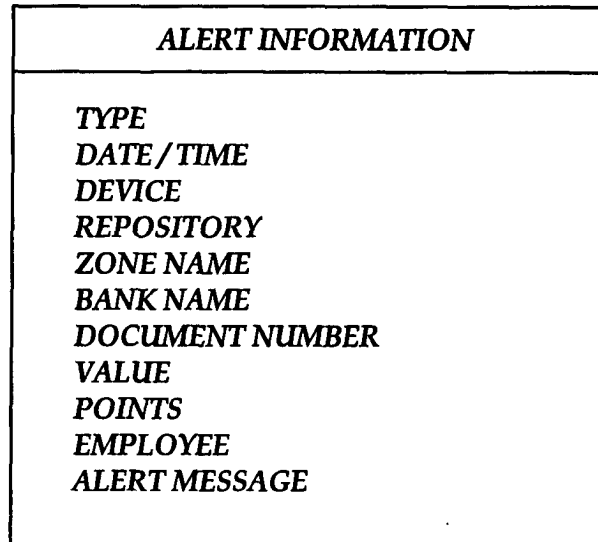 ALERT INFORMATION
TYPE
DATE / TIME
DEVICE
REPOSITORY
ZONE NAME
BANK NAME
DOCUMENT NUMBER
VALUE
POINTS
EMPLOYEE
ALERT MESSAGE